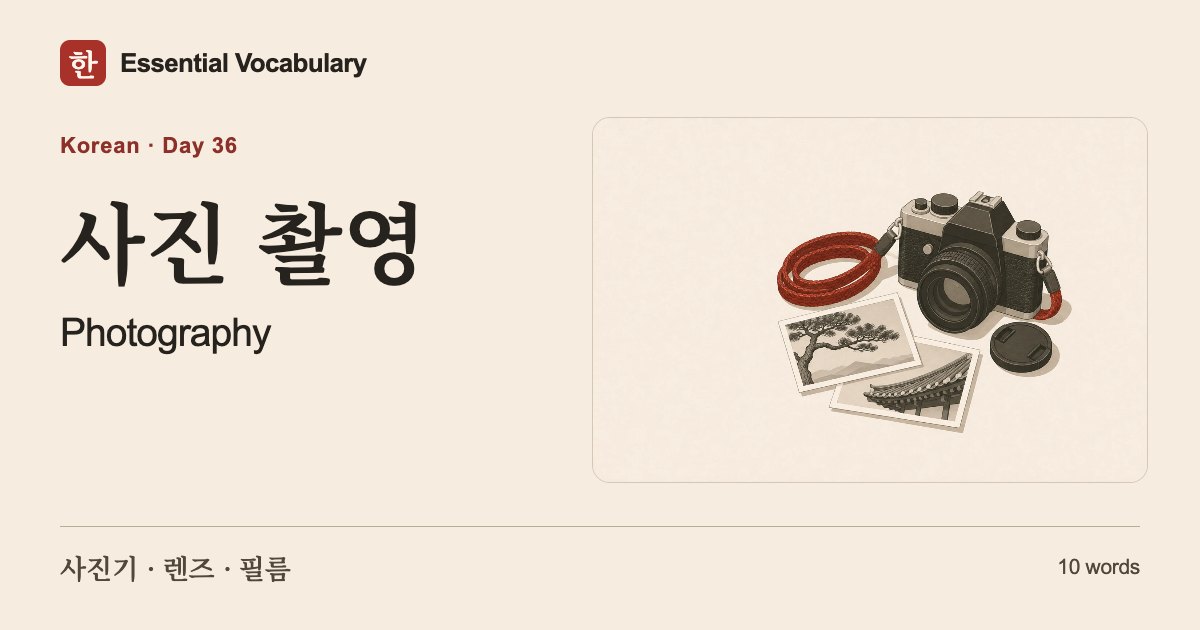 한 Essential Vocabulary
Korean · Day 36
사진 촬영
Photography
사진기 · 렌즈 · 필름
10 words